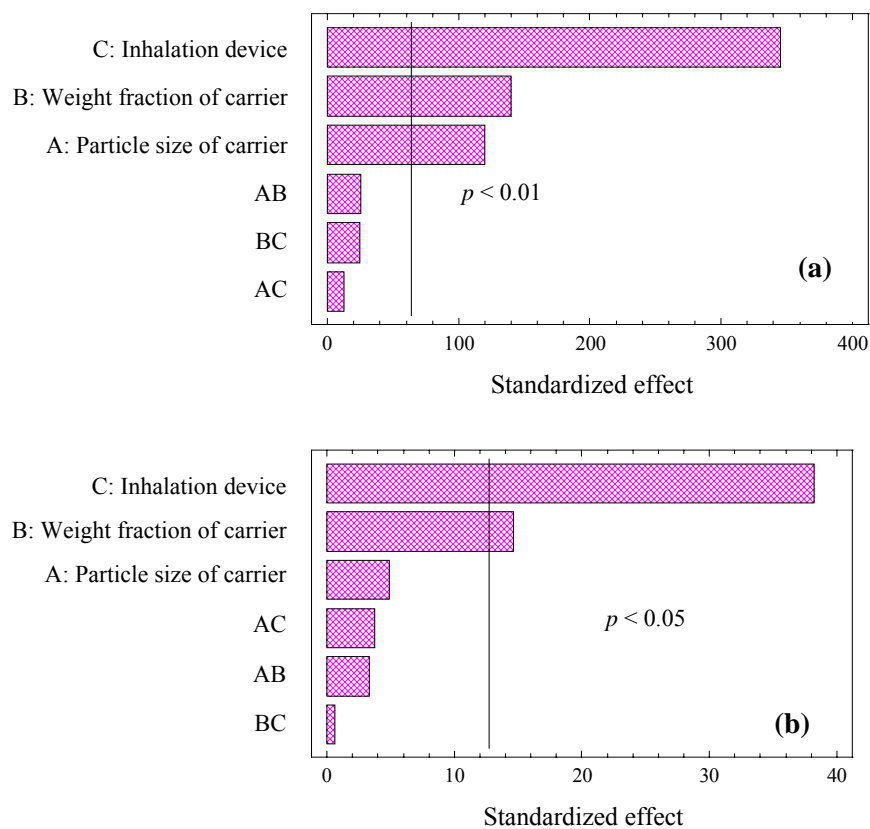 C: Inhalation device
B: Weight fraction of carrier
A: Particle size of carrier
AB
p < 0.01
BC
(a)
AC
0 100 200 300 400
Standardized effect
C: Inhalation device
B: Weight fraction of carrier
A: Particle size of carrier
AC
p < 0.05
AB
BC
(b)
0 10 20 30 40
Standardized effect